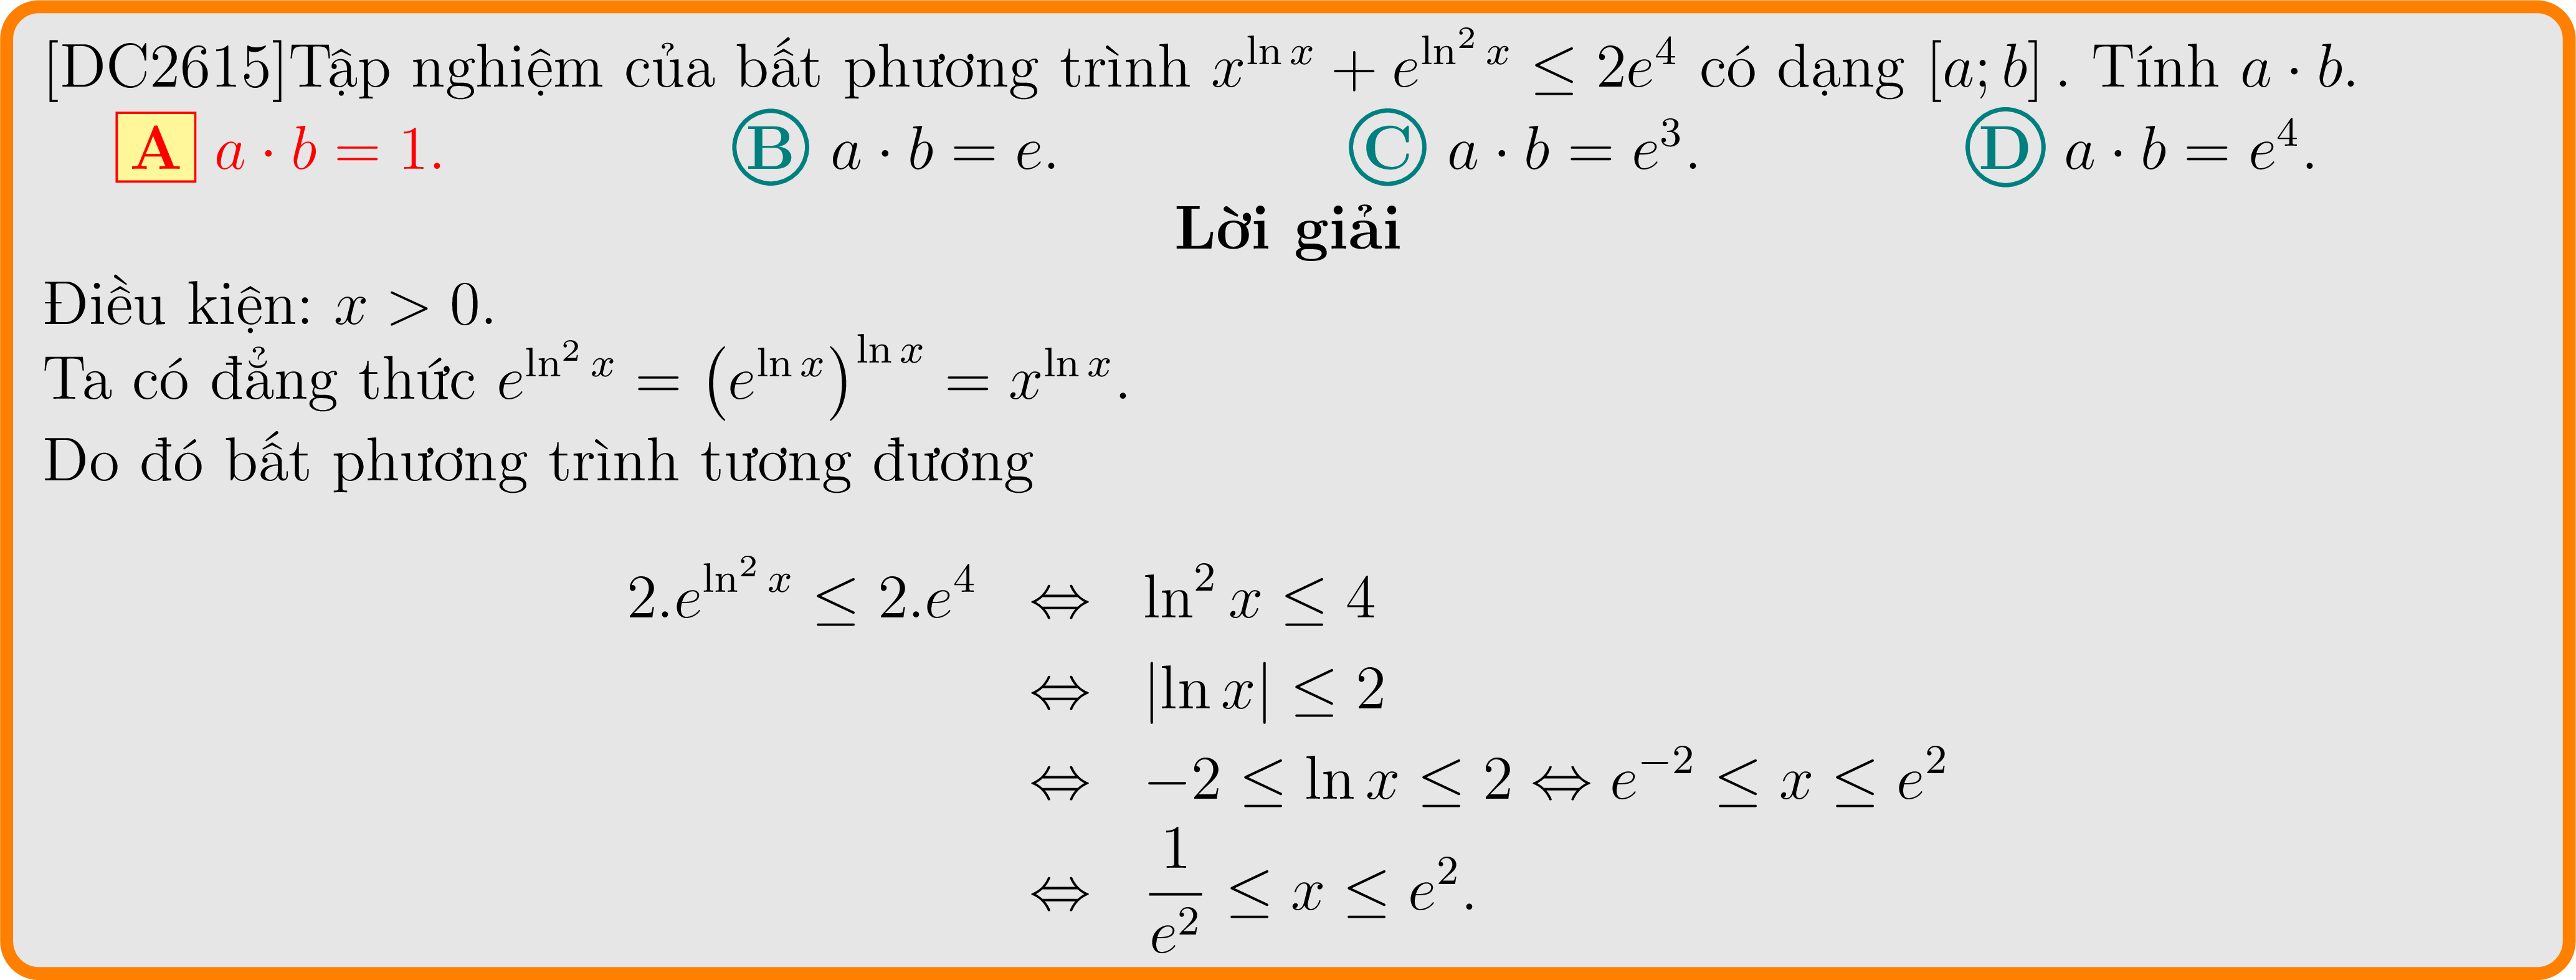 [DC2615]Tập nghiệm của bất phương trình $x^{\ln x} + e^{\ln^2 x} \leq 2e^4$ có dạng $[a; b]$. Tính $a \cdot b$.
A $a \cdot b = 1$. B $a \cdot b = e$. C $a \cdot b = e^3$. D $a \cdot b = e^4$.
Lời giải
Điều kiện: $x > 0$.
Ta có đẳng thức $e^{\ln^2 x} = \left(e^{\ln x}\right)^{\ln x} = x^{\ln x}$.
Do đó bất phương trình tương đương
$2.e^{\ln^2 x} \leq 2.e^4 \Leftrightarrow \ln^2 x \leq 4$
$\Leftrightarrow |\ln x| \leq 2$
$\Leftrightarrow -2 \leq \ln x \leq 2 \Leftrightarrow e^{-2} \leq x \leq e^2$
$\Leftrightarrow \frac{1}{e^2} \leq x \leq e^2$.